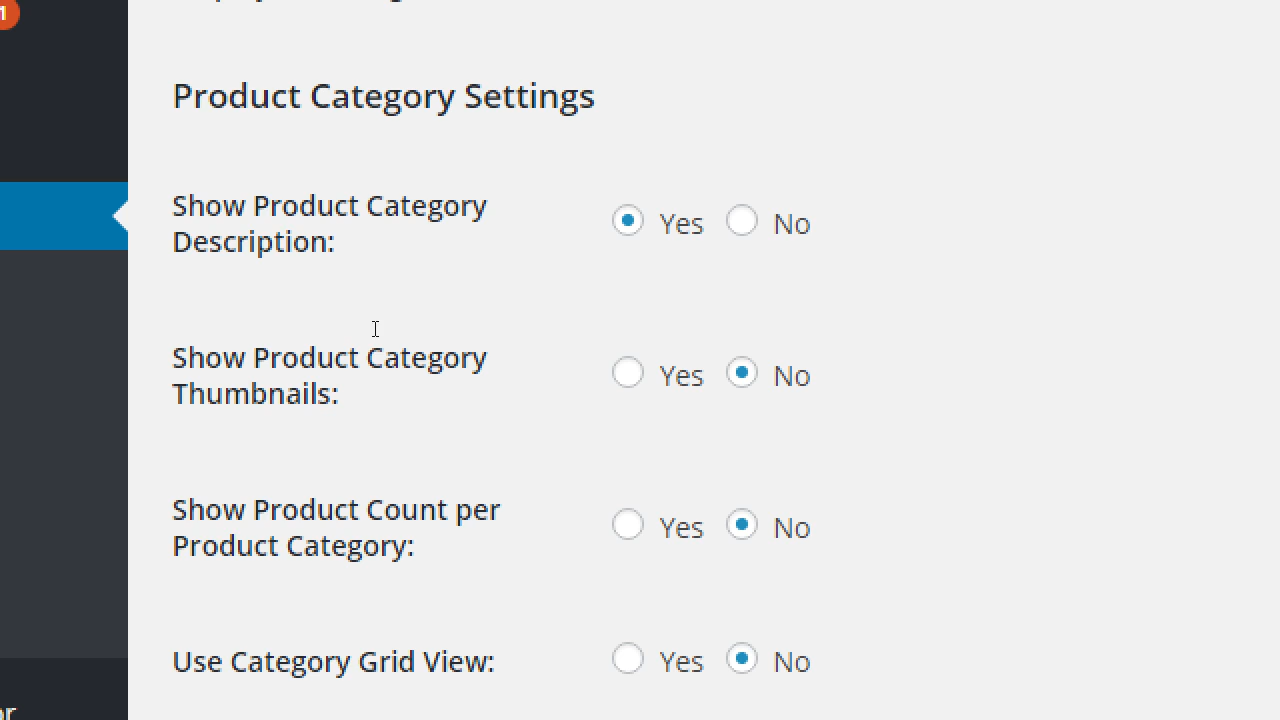 1
Product Category Settings
Show Product Category
Description:
Yes No
Show Product Category
Thumbnails:
Yes No
Show Product Count per
Product Category:
Yes No
Use Category Grid View: Yes No